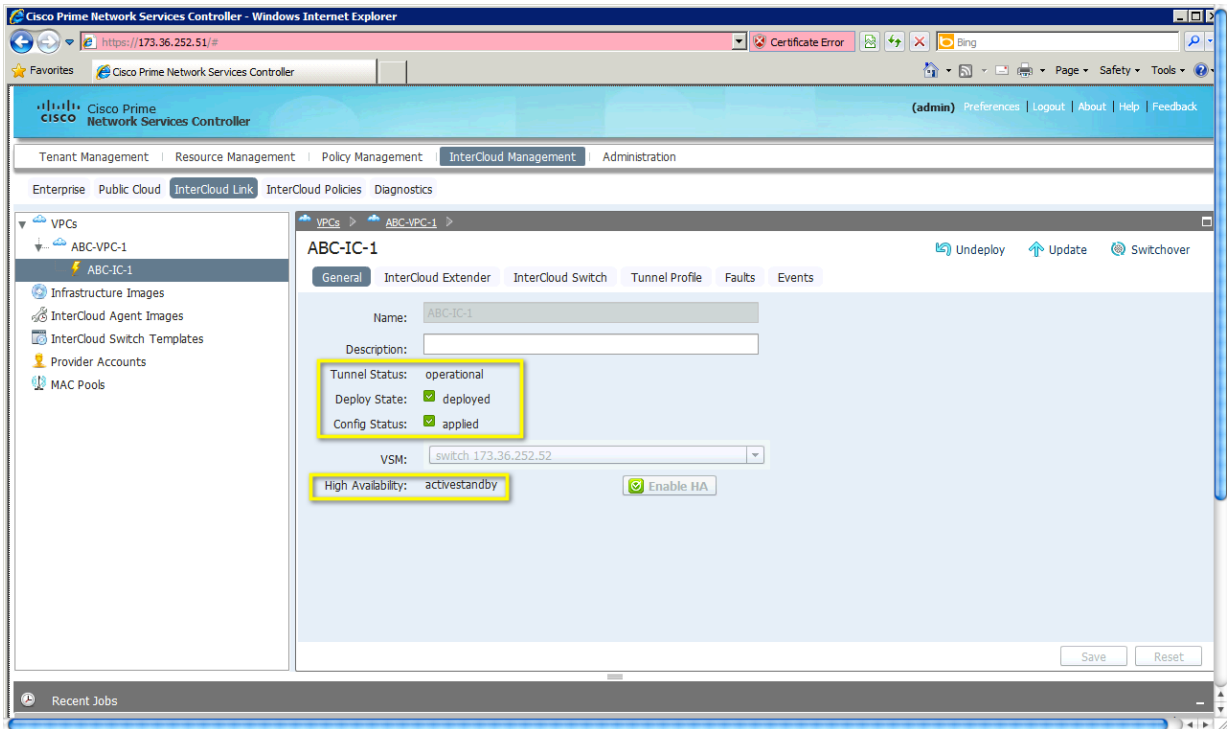 Cisco Prime Network Services Controller - Windows Internet Explorer
https://173.36.252.51/#
Certificate Error
Bing
Favorites
Cisco Prime Network Services Controller
Page
Safety
Tools
CISCO
Cisco Prime
Network Services Controller
(admin) Preferences | Logout | About | Help | Feedback
Tenant Management | Resource Management | Policy Management | InterCloud Management | Administration
Enterprise Public Cloud InterCloud Link InterCloud Policies Diagnostics
VPCs
ABC-VPC-1
ABC-IC-1
Infrastructure Images
InterCloud Agent Images
InterCloud Switch Templates
Provider Accounts
MAC Pools
VPCs > ABC-VPC-1 >
ABC-IC-1
Undeploy Update Switchover
General InterCloud Extender InterCloud Switch Tunnel Profile Faults Events
Name: ABC-IC-1
Description:
Tunnel Status: operational
Deploy State: deployed
Config Status: applied
VSM: switch 173.36.252.52
High Availability: activestandby Enable HA
Save Reset
Recent Jobs